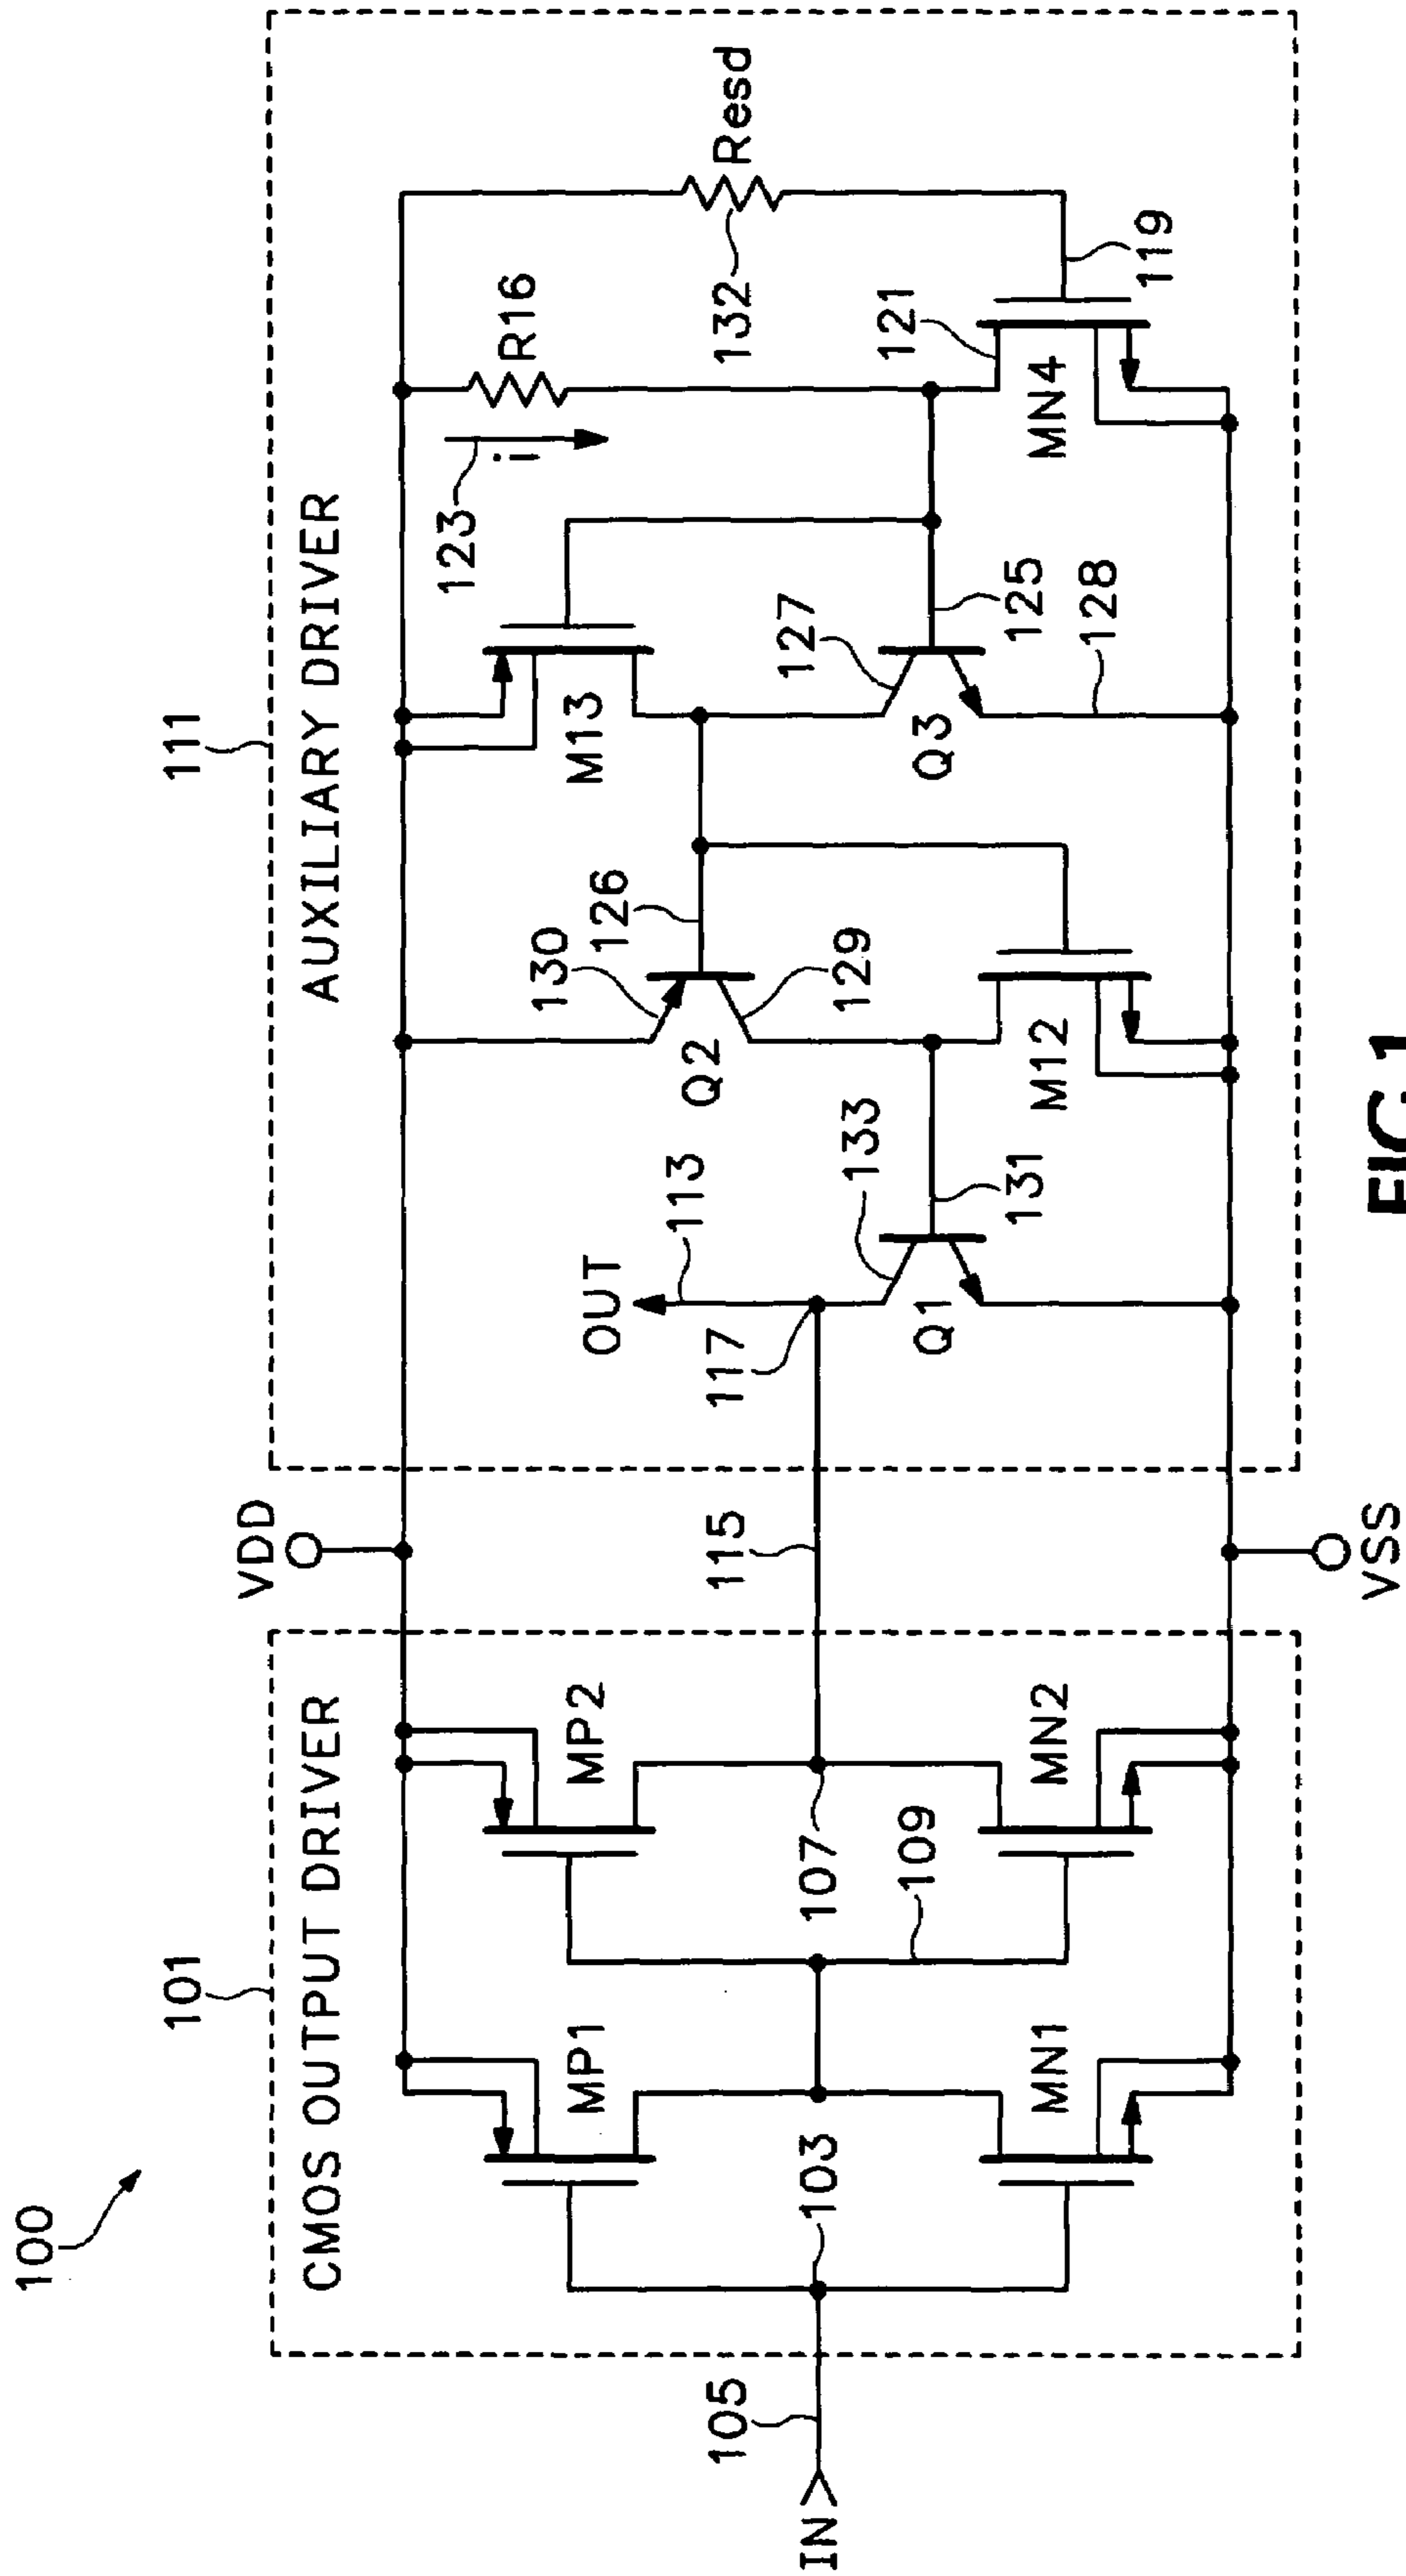 100
101
CMOS OUTPUT DRIVER
IN>
105
103
MP1
MN1
109
107
MP2
MN2
VDD
VSS
115
111
AUXILIARY DRIVER
OUT
113
117
Q1
133
131
130
126
Q2
129
M12
M13
127
Q3
125
128
123
i
R16
121
MN4
132
Resd
119
FIG.1